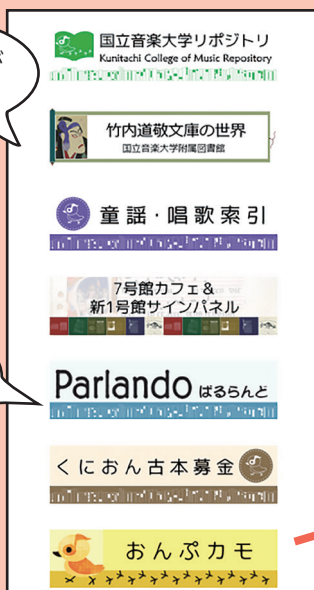 が
国立音楽大学リポジトリ
Kunitachi College of Music Repository
竹内道敬文庫の世界
国立音楽大学附属図書館
童謡・唱歌索引
7号館カフェ&
新1号館サインパネル
Parlando ぱるらんど
くにおん古本募金
おんぷカモ